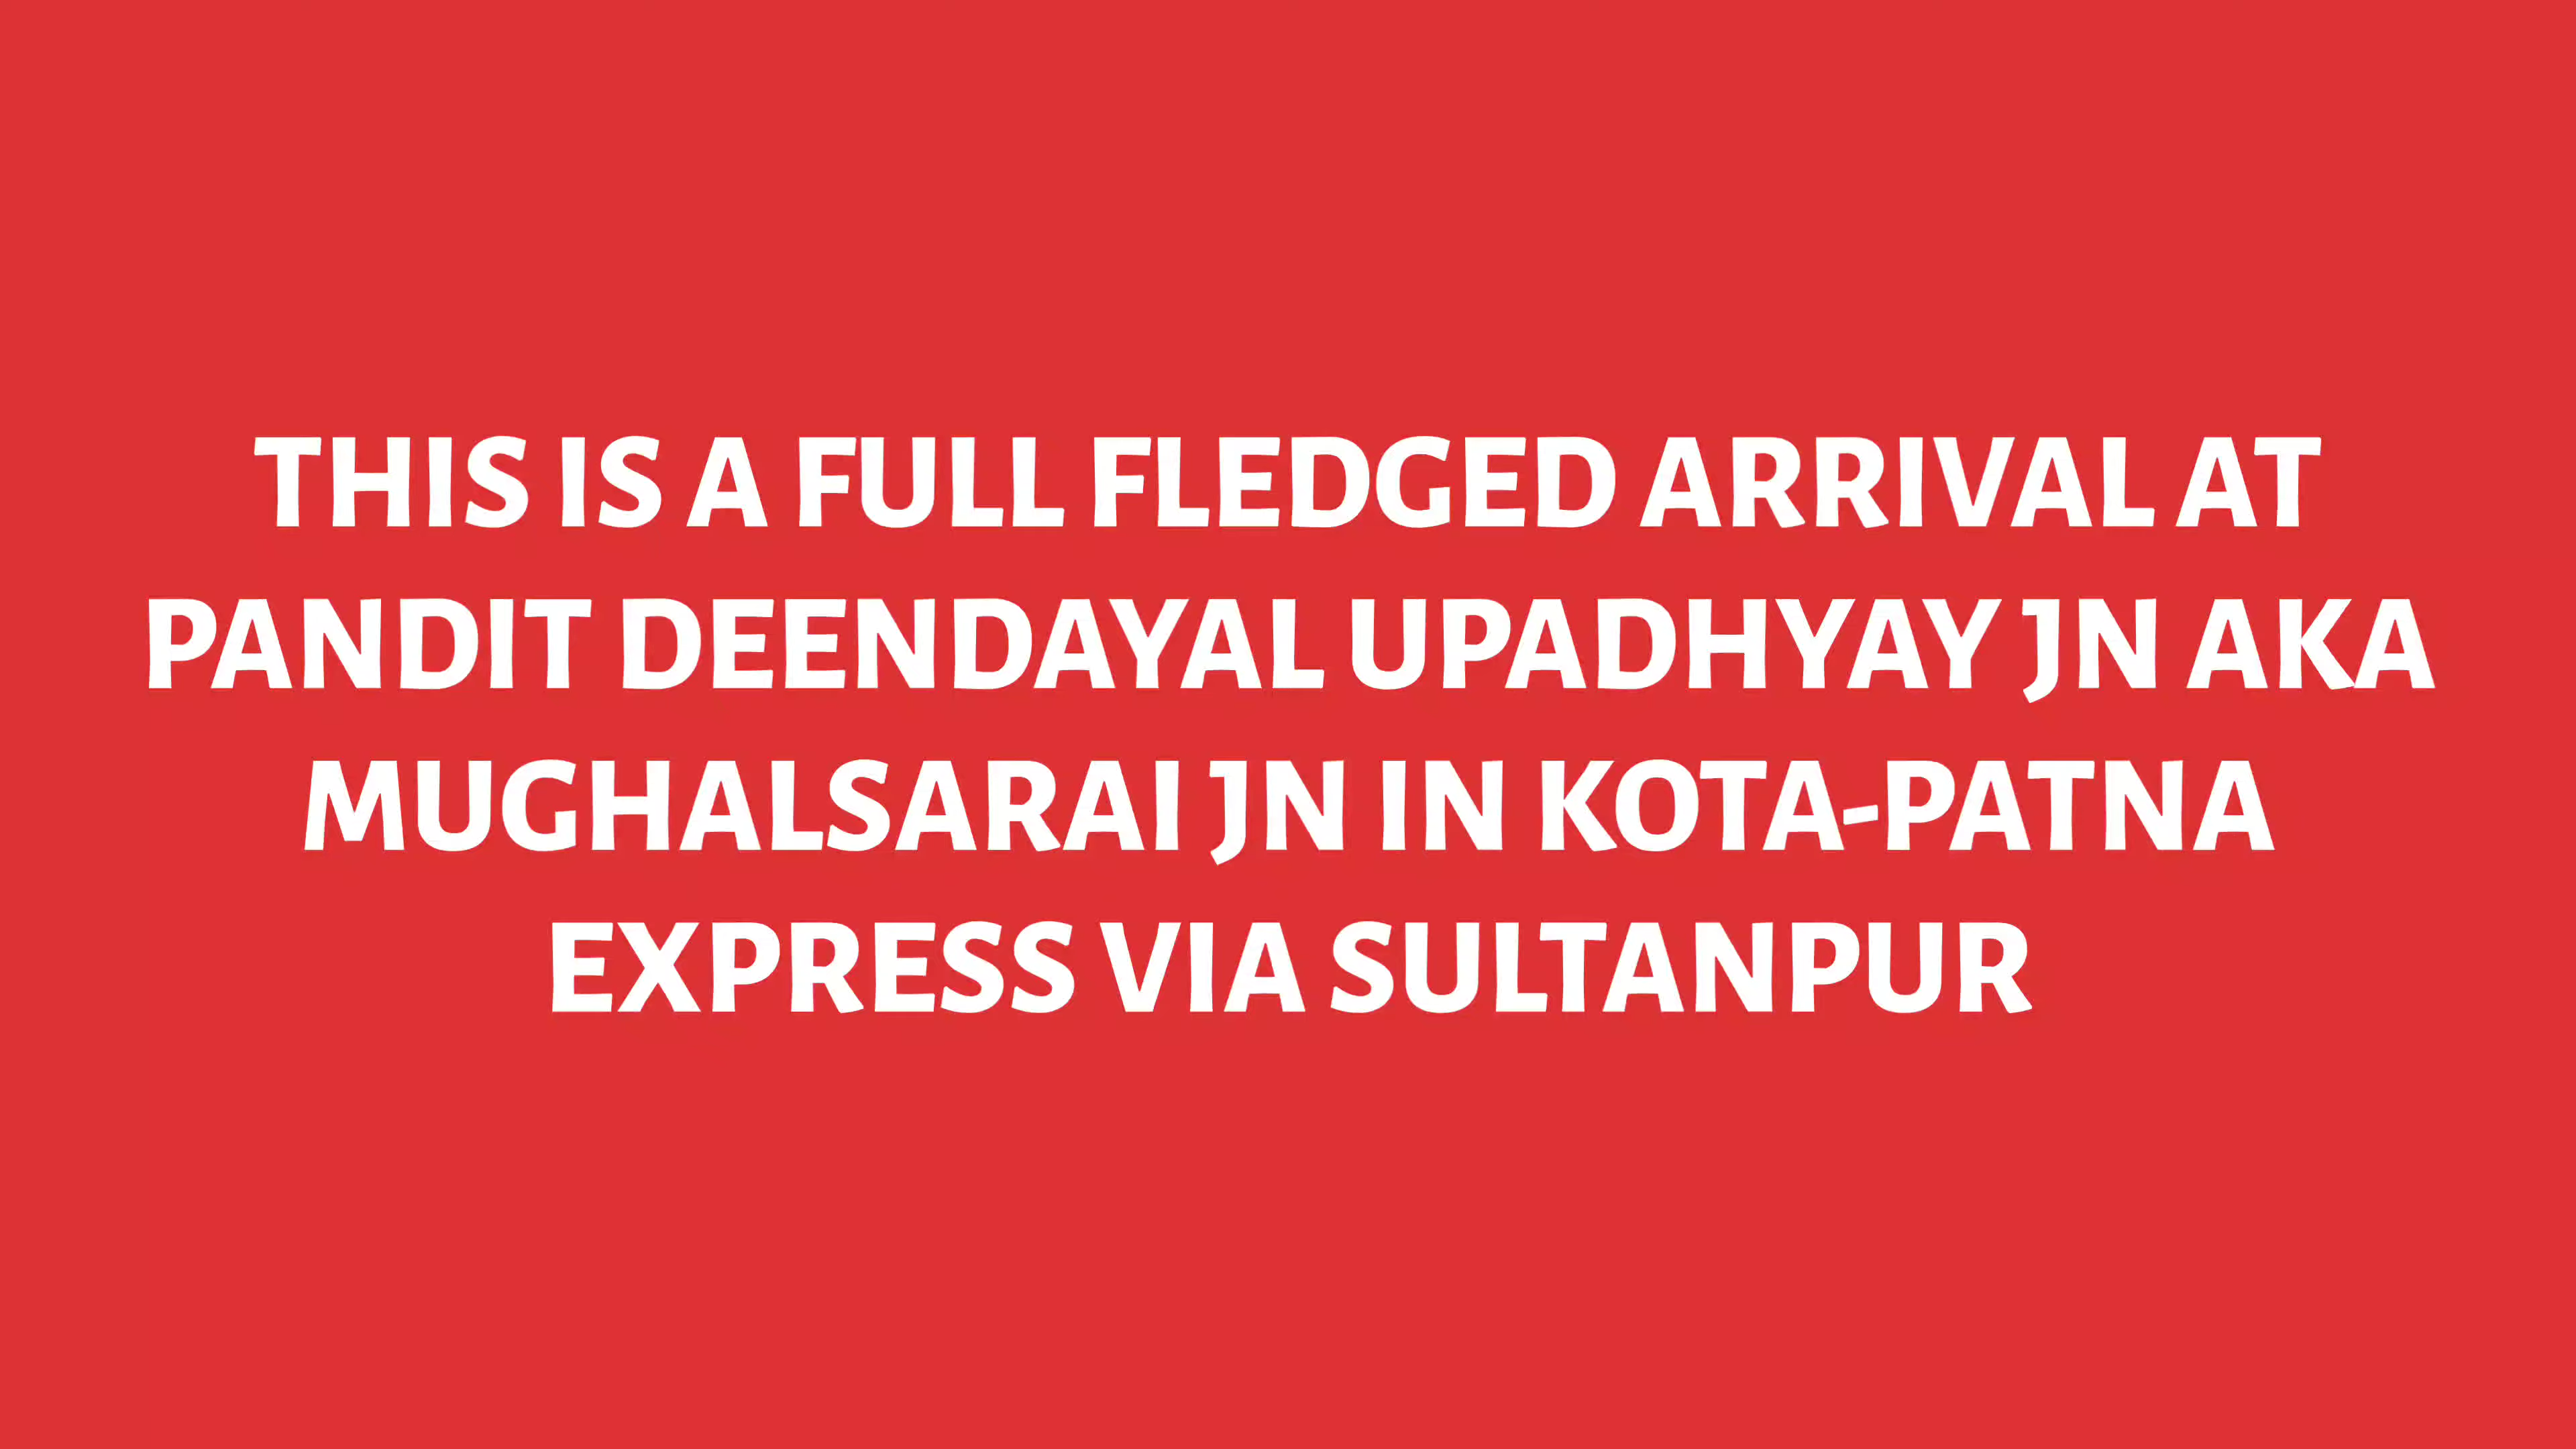 THIS IS A FULL FLEDGED ARRIVAL AT
PANDIT DEENDAYAL UPADHYAY JN AKA
MUGHALSARAI JN IN KOTA-PATNA
EXPRESS VIA SULTANPUR